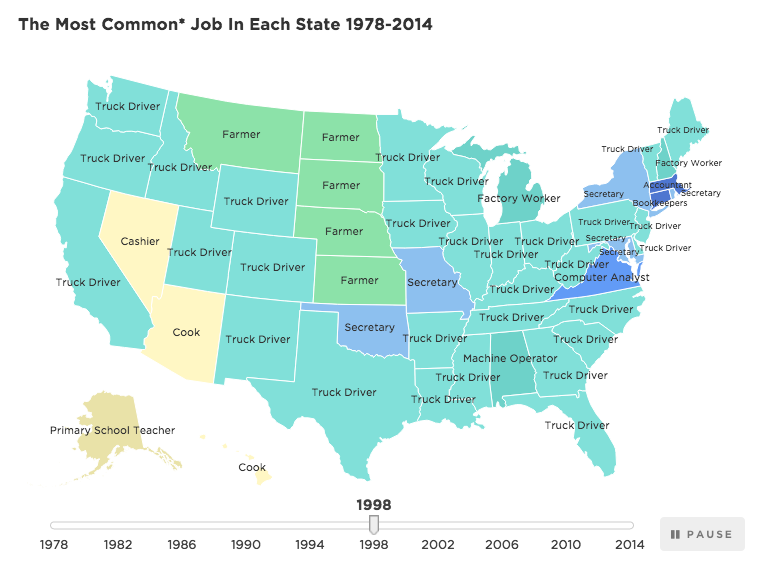 The Most Common* Job In Each State 1978-2014
Truck Driver
Truck Driver
Truck Driver
Farmer
Farmer
Truck Driver
Truck Driver
Truck Driver
Factory Worker
Truck Driver
Truck Driver
Farmer
Truck Driver
Factory Worker
Accountant
Secretary
Secretary
Bookkeepers
Truck Driver
Farmer
Truck Driver
Truck Driver
Truck Driver
Cashier
Truck Driver
Truck Driver
Truck Driver
Truck Driver
Secretary
Truck Driver
Secretary
Truck Driver
Truck Driver
Farmer
Secretary
Computer Analyst
Truck Driver
Cook
Truck Driver
Secretary
Truck Driver
Truck Driver
Truck Driver
Truck Driver
Machine Operator
Truck Driver
Truck Driver
Truck Driver
Truck Driver
Primary School Teacher
Truck Driver
Cook
1998
1978 1982 1986 1990 1994 1998 2002 2006 2010 2014
PAUSE